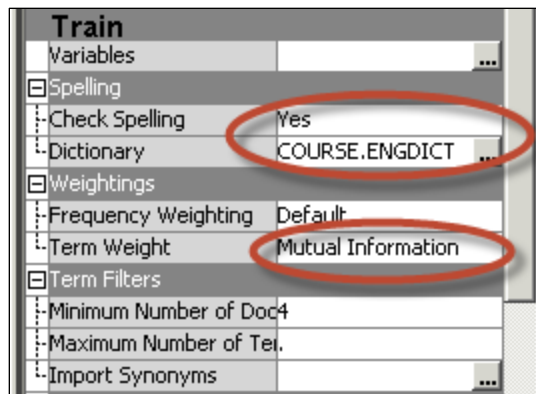 Train
Variables ...
Spelling
Check Spelling Yes
Dictionary COURSE.ENGDICT ...
Weightings
Frequency Weighting Default
Term Weight Mutual Information
Term Filters
Minimum Number of Doc 4
Maximum Number of Ter .
Import Synonyms ...